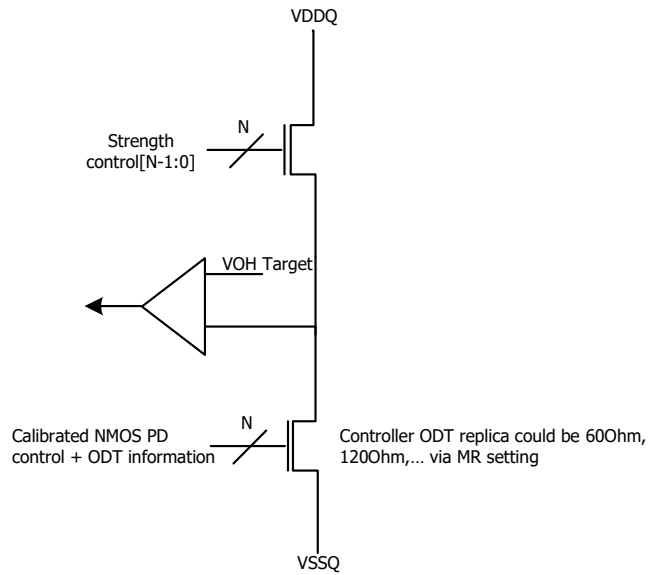 VDDQ
N
Strength
control[N-1:0]
VOH Target
N
Calibrated NMOS PD
control + ODT information
Controller ODT replica could be 60Ohm,
120Ohm,... via MR setting
VSSQ